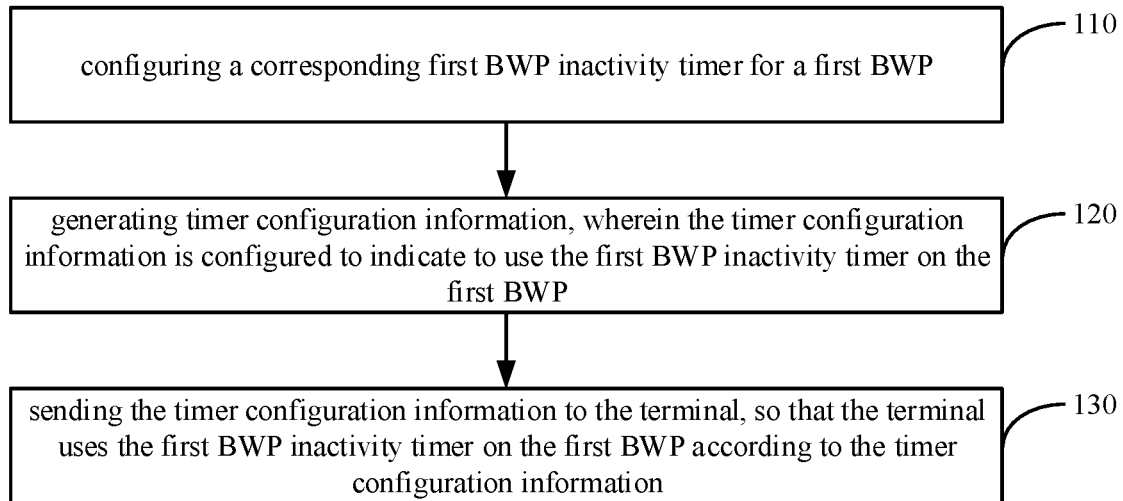 configuring a corresponding first BWP inactivity timer for a first BWP
110
generating timer configuration information, wherein the timer configuration
information is configured to indicate to use the first BWP inactivity timer on the
first BWP
120
sending the timer configuration information to the terminal, so that the terminal
uses the first BWP inactivity timer on the first BWP according to the timer
configuration information
130